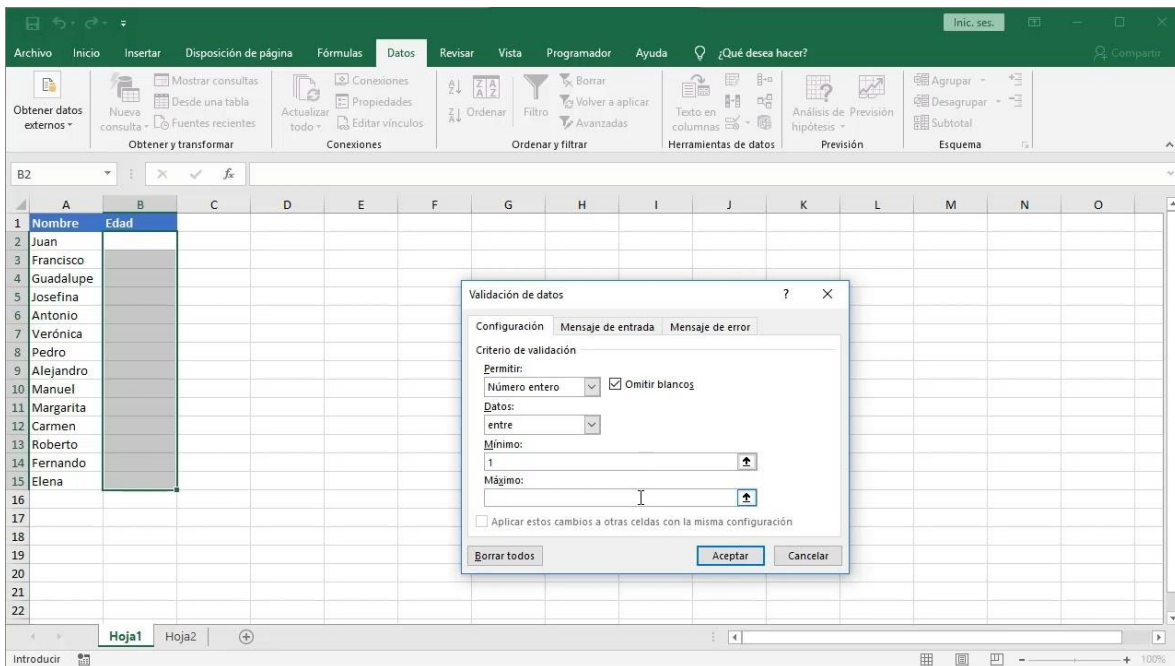 Inic. ses.
Archivo Inicio Insertar Disposición de página Fórmulas Datos Revisar Vista Programador Ayuda ¿Qué desea hacer? Compartir
Obtener datos externos
Nueva consulta
Mostrar consultas
Desde una tabla
Fuentes recientes
Obtener y transformar
Actualizar todo
Conexiones
Propiedades
Editar vínculos
Conexiones
Ordenar
Filtro
Borrar
Volver a aplicar
Avanzadas
Ordenar y filtrar
Texto en columnas
Herramientas de datos
Análisis de hipótesis
Previsión
Previsión
Agrupar
Desagrupar
Subtotal
Esquema
B2 fx
A B C D E F G H I J K L M N O
1 Nombre Edad
2 Juan
3 Francisco
4 Guadalupe
5 Josefina
6 Antonio
7 Verónica
8 Pedro
9 Alejandro
10 Manuel
11 Margarita
12 Carmen
13 Roberto
14 Fernando
15 Elena
16
17
18
19
20
21
22
Validación de datos ? ×
Configuración Mensaje de entrada Mensaje de error
Criterio de validación
Permitir:
Número entero Omitir blancos
Datos:
entre
Mínimo:
1
Máximo:
Aplicar estos cambios a otras celdas con la misma configuración
Borrar todos Aceptar Cancelar
Hoja1 Hoja2
Introducir 100%